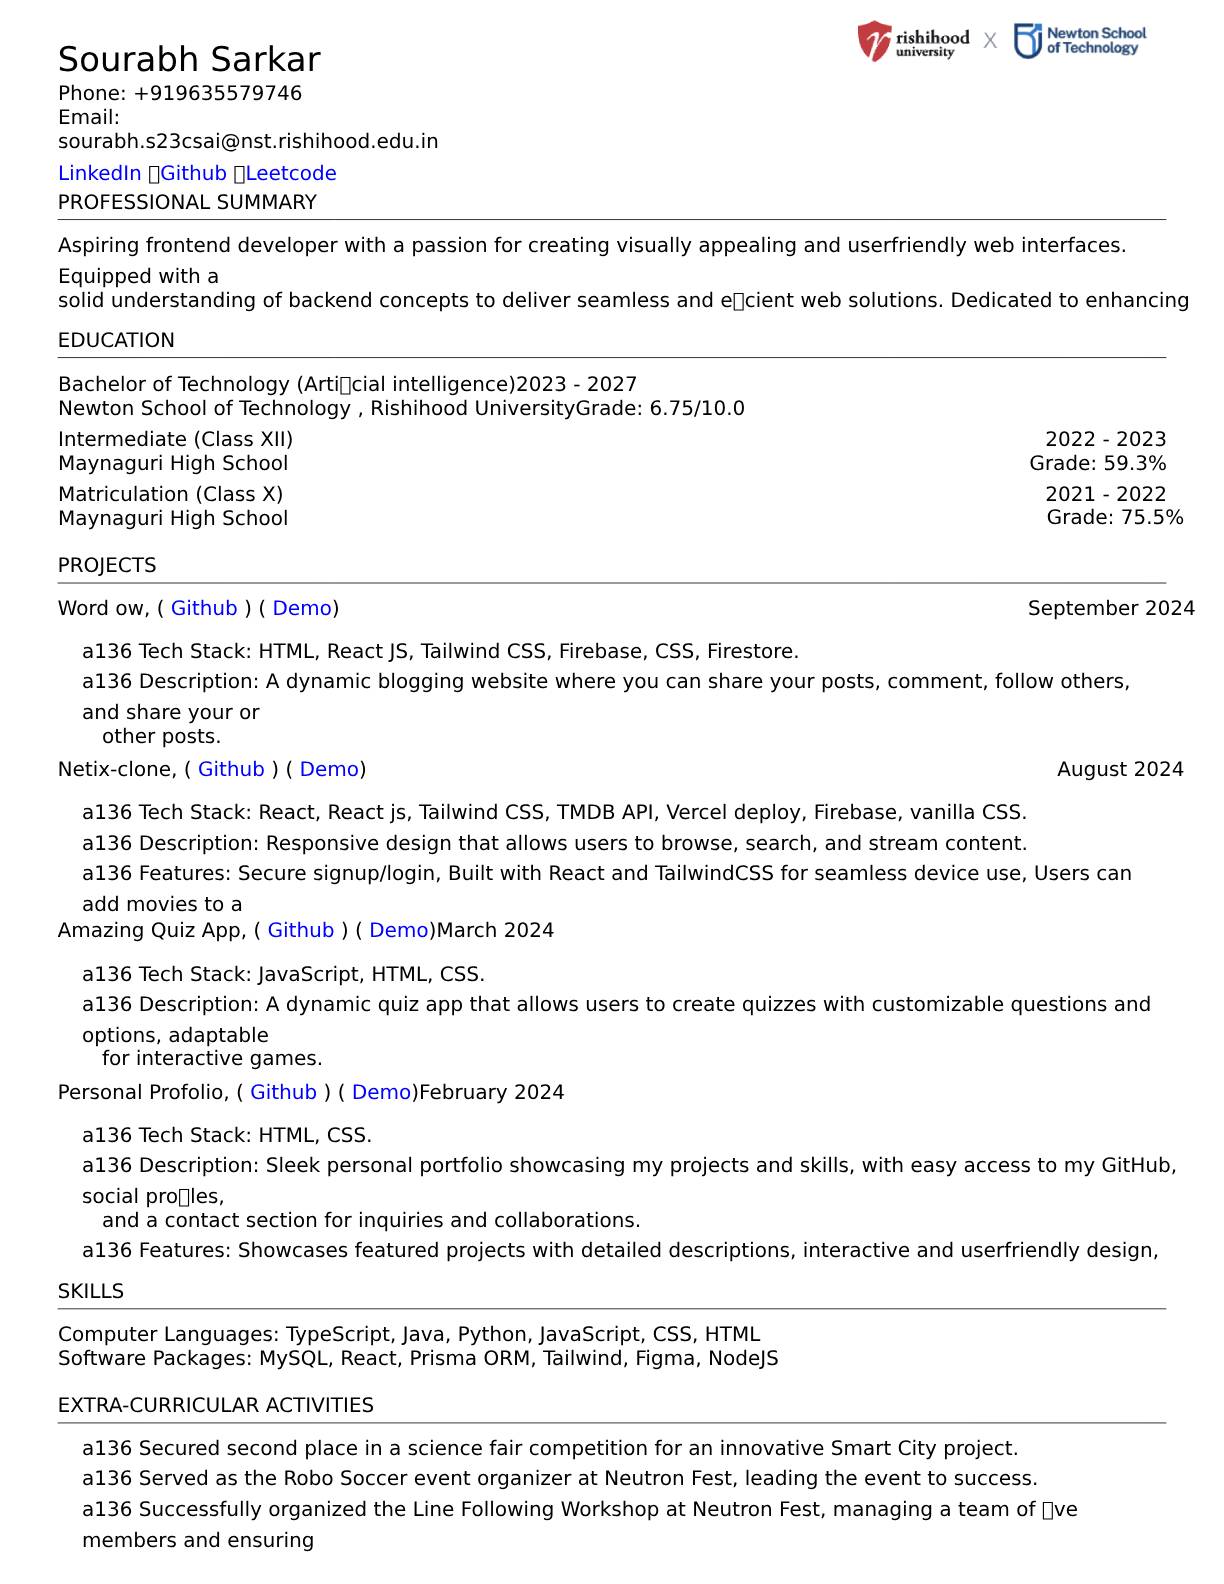 rishihood university X Newton School of Technology
Sourabh Sarkar
Phone: +919635579746
Email:
sourabh.s23csai@nst.rishihood.edu.in
LinkedIn ▯Github ▯Leetcode
PROFESSIONAL SUMMARY
Aspiring frontend developer with a passion for creating visually appealing and userfriendly web interfaces.
Equipped with a
solid understanding of backend concepts to deliver seamless and e▯cient web solutions. Dedicated to enhancing
EDUCATION
Bachelor of Technology (Arti▯cial intelligence)2023 - 2027
Newton School of Technology , Rishihood UniversityGrade: 6.75/10.0
Intermediate (Class XII) 2022 - 2023
Maynaguri High School Grade: 59.3%
Matriculation (Class X) 2021 - 2022
Maynaguri High School Grade: 75.5%
PROJECTS
Word ow, ( Github ) ( Demo) September 2024
a136 Tech Stack: HTML, React JS, Tailwind CSS, Firebase, CSS, Firestore.
a136 Description: A dynamic blogging website where you can share your posts, comment, follow others,
and share your or
other posts.
Netix-clone, ( Github ) ( Demo) August 2024
a136 Tech Stack: React, React js, Tailwind CSS, TMDB API, Vercel deploy, Firebase, vanilla CSS.
a136 Description: Responsive design that allows users to browse, search, and stream content.
a136 Features: Secure signup/login, Built with React and TailwindCSS for seamless device use, Users can
add movies to a
Amazing Quiz App, ( Github ) ( Demo)March 2024
a136 Tech Stack: JavaScript, HTML, CSS.
a136 Description: A dynamic quiz app that allows users to create quizzes with customizable questions and
options, adaptable
for interactive games.
Personal Profolio, ( Github ) ( Demo)February 2024
a136 Tech Stack: HTML, CSS.
a136 Description: Sleek personal portfolio showcasing my projects and skills, with easy access to my GitHub,
social pro▯les,
and a contact section for inquiries and collaborations.
a136 Features: Showcases featured projects with detailed descriptions, interactive and userfriendly design,
SKILLS
Computer Languages: TypeScript, Java, Python, JavaScript, CSS, HTML
Software Packages: MySQL, React, Prisma ORM, Tailwind, Figma, NodeJS
EXTRA-CURRICULAR ACTIVITIES
a136 Secured second place in a science fair competition for an innovative Smart City project.
a136 Served as the Robo Soccer event organizer at Neutron Fest, leading the event to success.
a136 Successfully organized the Line Following Workshop at Neutron Fest, managing a team of ▯ve
members and ensuring